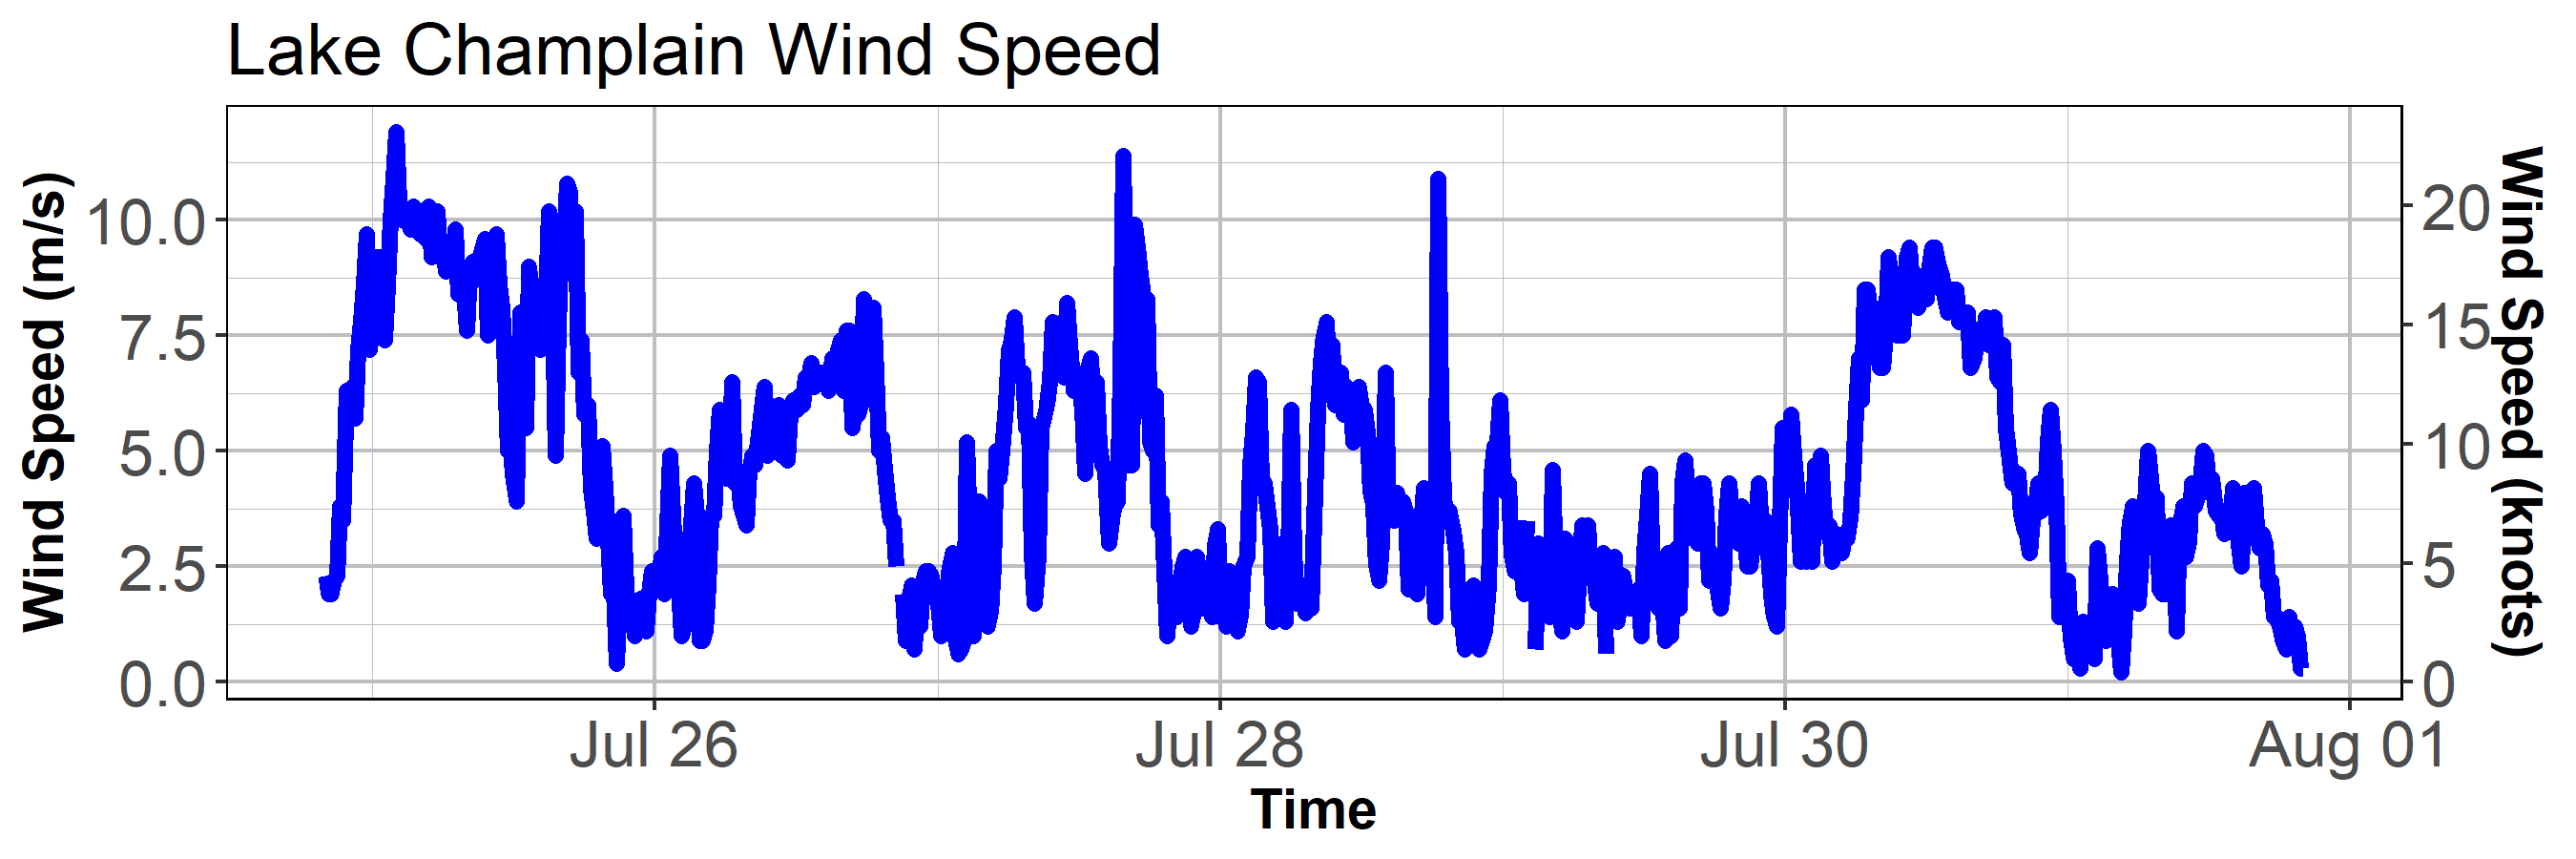 Lake Champlain Wind Speed
Wind Speed (m/s)
10.0
7.5
5.0
2.5
0.0
20
15
10
5
0
Wind Speed (knots)
Jul 26
Jul 28
Jul 30
Aug 01
Time